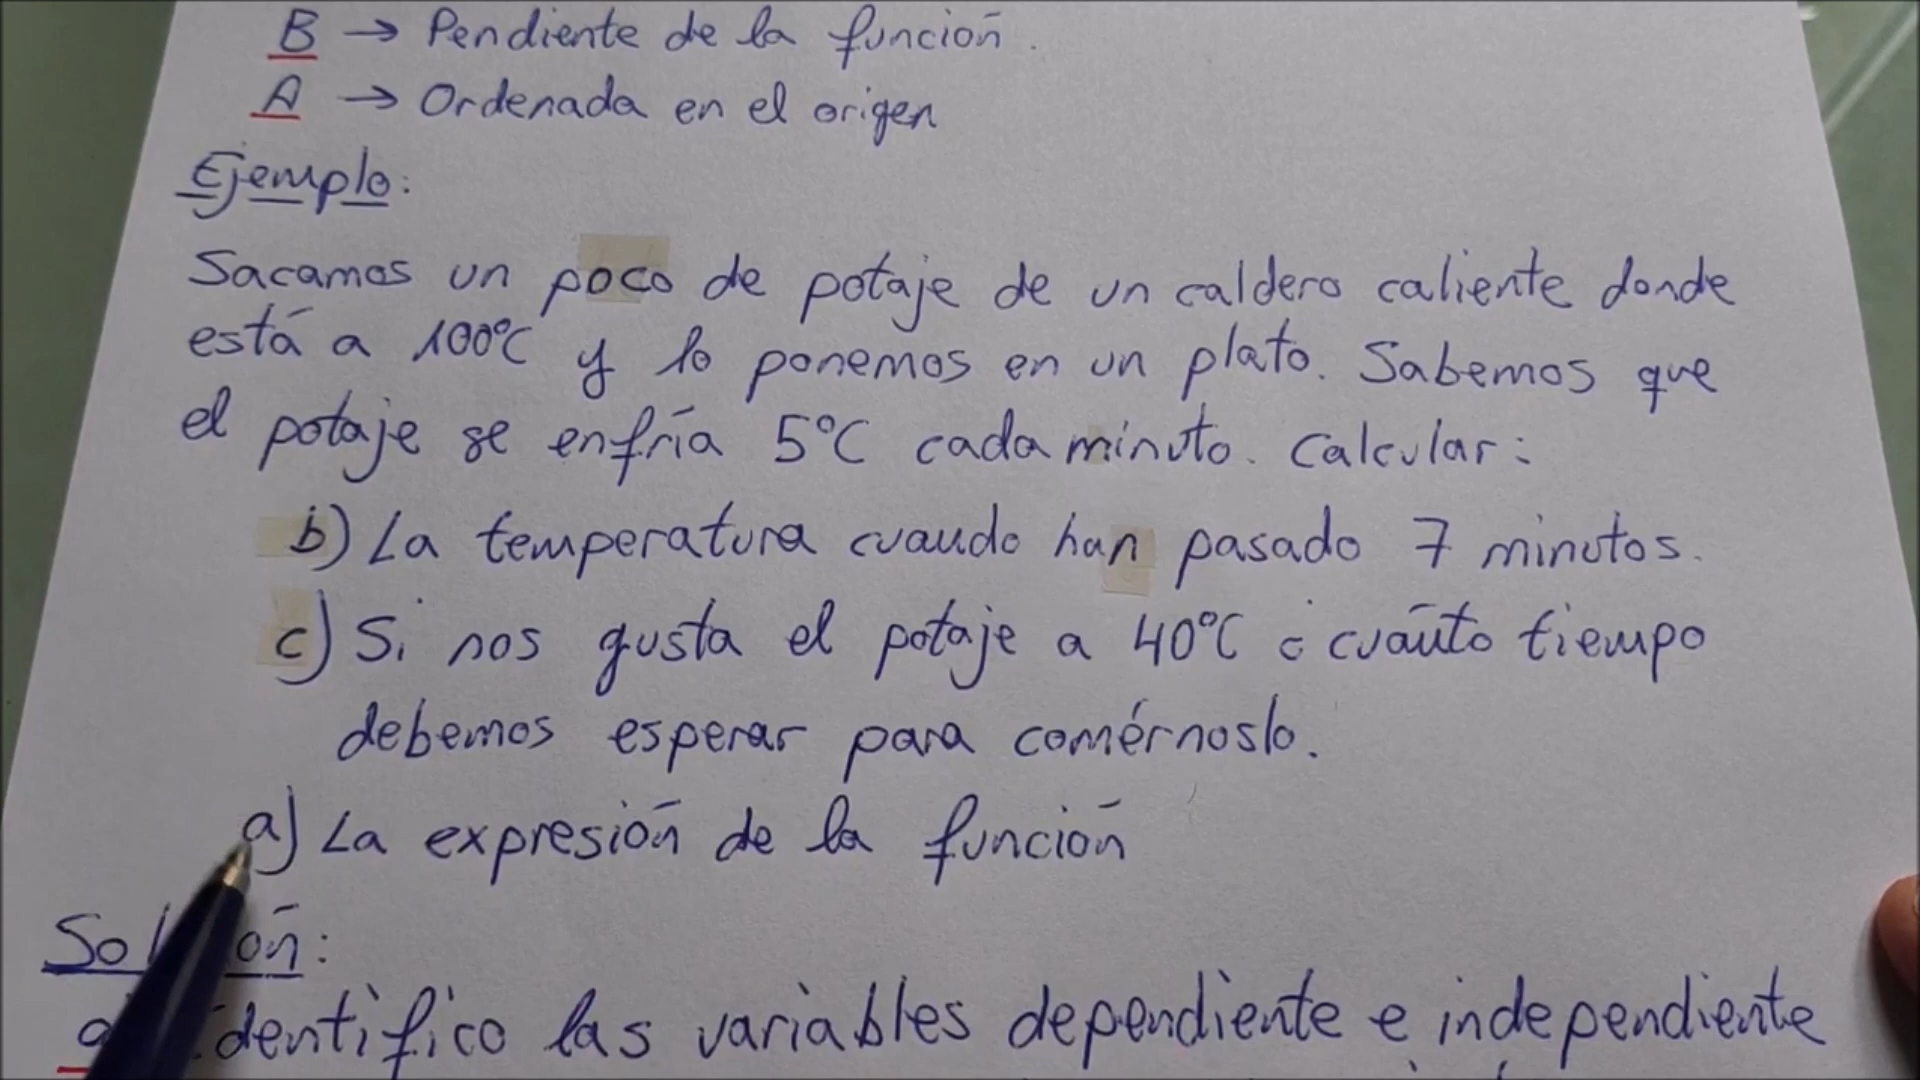 B → Pendiente de la función.
A → Ordenada en el origen
Ejemplo:
Sacamos un poco de potaje de un caldero caliente donde
está a 100°C y lo ponemos en un plato. Sabemos que
el potaje se enfría 5°C cada minuto. Calcular:
b) La temperatura cuando han pasado 7 minutos.
c) Si nos gusta el potaje a 40°C ¿cuánto tiempo
debemos esperar para comérnoslo.
a) La expresión de la función
identifico las variables dependiente e independiente